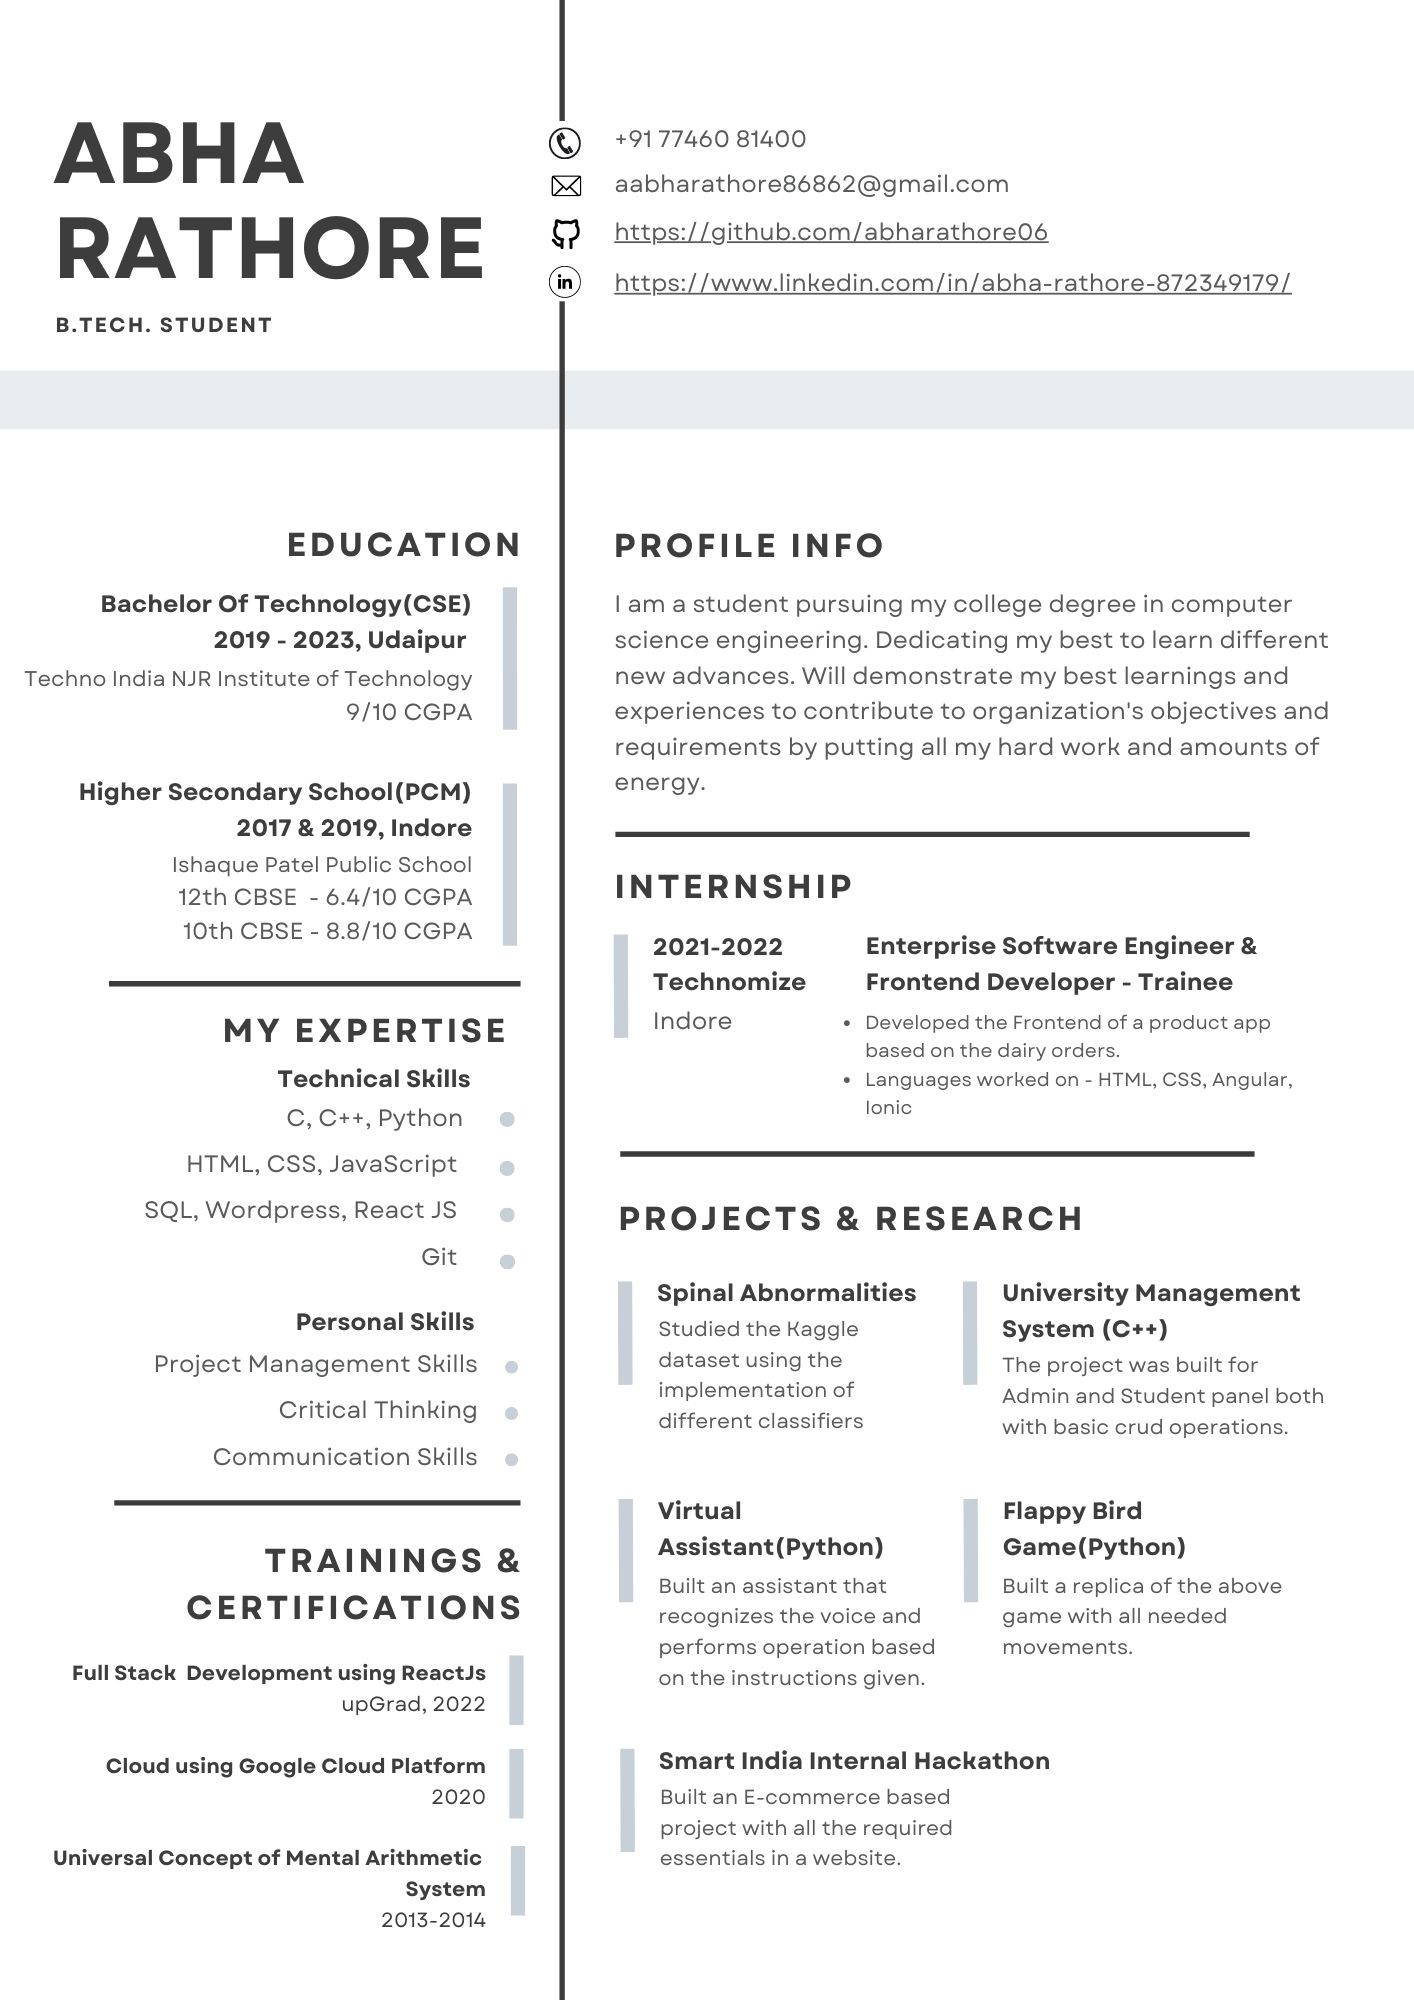 ABHA
RATHORE
B.TECH. STUDENT
+91 77460 81400
aabharathore86862@gmail.com
https://github.com/abharathore06
https://www.linkedin.com/in/abha-rathore-872349179/
EDUCATION
Bachelor Of Technology(CSE)
2019 - 2023, Udaipur
Techno India NJR Institute of Technology
9/10 CGPA
Higher Secondary School(PCM)
2017 & 2019, Indore
Ishaque Patel Public School
12th CBSE - 6.4/10 CGPA
10th CBSE - 8.8/10 CGPA
MY EXPERTISE
Technical Skills
C, C++, Python
HTML, CSS, JavaScript
SQL, Wordpress, React JS
Git
Personal Skills
Project Management Skills
Critical Thinking
Communication Skills
TRAININGS &
CERTIFICATIONS
Full Stack Development using ReactJs
upGrad, 2022
Cloud using Google Cloud Platform
2020
Universal Concept of Mental Arithmetic
System
2013-2014
PROFILE INFO
I am a student pursuing my college degree in computer
science engineering. Dedicating my best to learn different
new advances. Will demonstrate my best learnings and
experiences to contribute to organization's objectives and
requirements by putting all my hard work and amounts of
energy.
INTERNSHIP
2021-2022
Technomize
Indore
Enterprise Software Engineer &
Frontend Developer - Trainee
• Developed the Frontend of a product app
based on the dairy orders.
• Languages worked on - HTML, CSS, Angular,
Ionic
PROJECTS & RESEARCH
Spinal Abnormalities
Studied the Kaggle
dataset using the
implementation of
different classifiers
University Management
System (C++)
The project was built for
Admin and Student panel both
with basic crud operations.
Virtual
Assistant(Python)
Built an assistant that
recognizes the voice and
performs operation based
on the instructions given.
Flappy Bird
Game(Python)
Built a replica of the above
game with all needed
movements.
Smart India Internal Hackathon
Built an E-commerce based
project with all the required
essentials in a website.